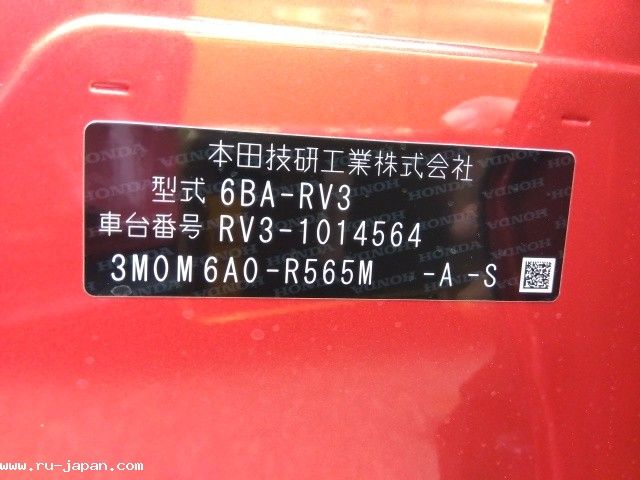 本田技研工業株式会社
型式 6BA-RV3
車台番号 RV3-1014564
3M0M6A0-R565M -A -S
www.ru-japan.com